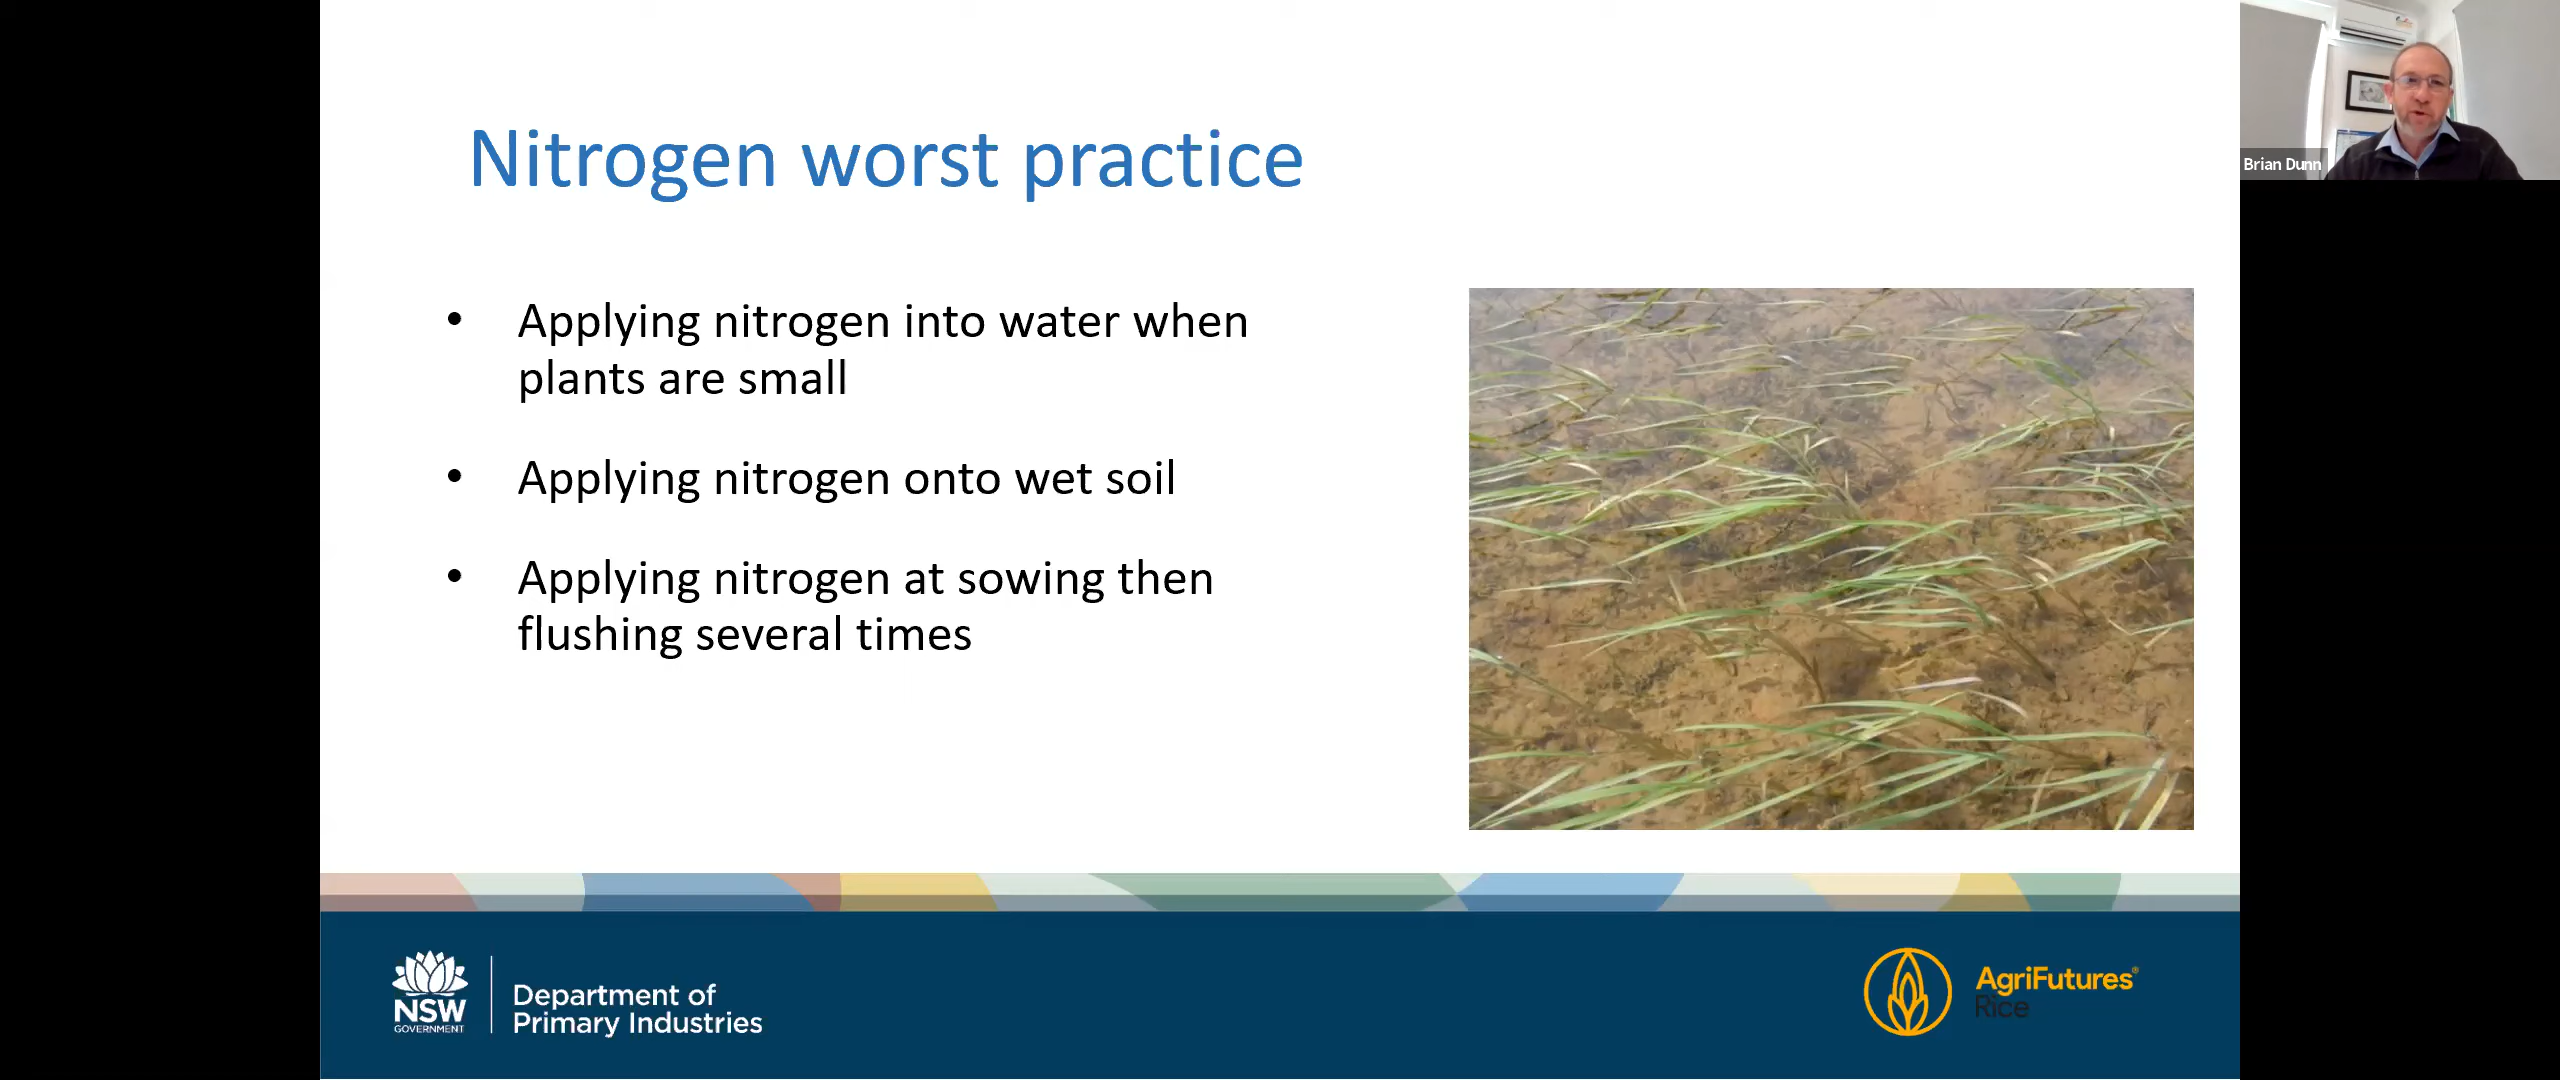 Nitrogen worst practice
• Applying nitrogen into water when
plants are small
• Applying nitrogen onto wet soil
• Applying nitrogen at sowing then
flushing several times
Brian Dunn
NSW
GOVERNMENT
Department of
Primary Industries
AgriFutures®
Rice